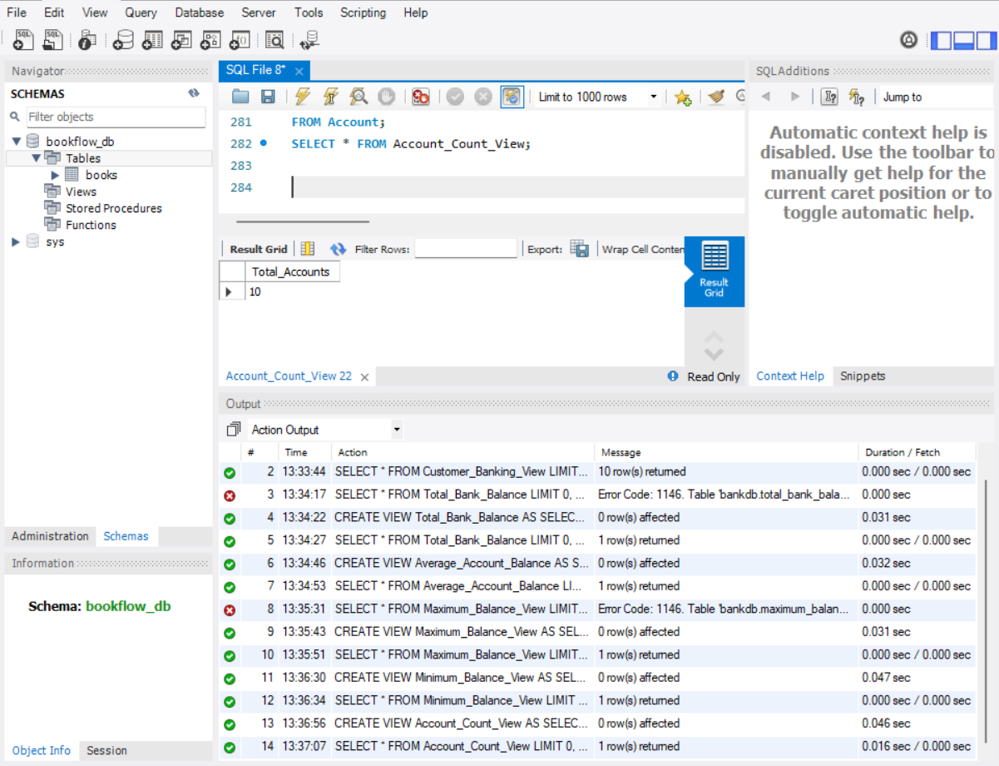 File Edit View Query Database Server Tools Scripting Help
Navigator
SCHEMAS
Filter objects
bookflow_db
Tables
books
Views
Stored Procedures
Functions
sys
Administration Schemas
Information
Schema: bookflow_db
Object Info Session
SQL File 8*
Limit to 1000 rows
281 FROM Account;
282 SELECT * FROM Account_Count_View;
283
284
Result Grid Filter Rows: Export: Wrap Cell Conten
Total_Accounts
10
Result
Grid
Account_Count_View 22
Read Only
SQLAdditions
Jump to
Automatic context help is
disabled. Use the toolbar to
manually get help for the
current caret position or to
toggle automatic help.
Context Help Snippets
Output
Action Output
# Time Action Message Duration / Fetch
2 13:33:44 SELECT * FROM Customer_Banking_View LIMIT... 10 row(s) returned 0.000 sec / 0.000 sec
3 13:34:17 SELECT * FROM Total_Bank_Balance LIMIT 0, ... Error Code: 1146. Table 'bankdb.total_bank_bala... 0.000 sec
4 13:34:22 CREATE VIEW Total_Bank_Balance AS SELEC... 0 row(s) affected 0.031 sec
5 13:34:27 SELECT * FROM Total_Bank_Balance LIMIT 0, ... 1 row(s) returned 0.000 sec / 0.000 sec
6 13:34:46 CREATE VIEW Average_Account_Balance AS S... 0 row(s) affected 0.032 sec
7 13:34:53 SELECT * FROM Average_Account_Balance LI... 1 row(s) returned 0.000 sec / 0.000 sec
8 13:35:31 SELECT * FROM Maximum_Balance_View LIMIT... Error Code: 1146. Table 'bankdb.maximum_balan... 0.000 sec
9 13:35:43 CREATE VIEW Maximum_Balance_View AS SEL... 0 row(s) affected 0.031 sec
10 13:35:51 SELECT * FROM Maximum_Balance_View LIMIT... 1 row(s) returned 0.000 sec / 0.000 sec
11 13:36:30 CREATE VIEW Minimum_Balance_View AS SEL... 0 row(s) affected 0.047 sec
12 13:36:34 SELECT * FROM Minimum_Balance_View LIMIT ... 1 row(s) returned 0.000 sec / 0.000 sec
13 13:36:56 CREATE VIEW Account_Count_View AS SELEC... 0 row(s) affected 0.046 sec
14 13:37:07 SELECT * FROM Account_Count_View LIMIT 0, ... 1 row(s) returned 0.016 sec / 0.000 sec